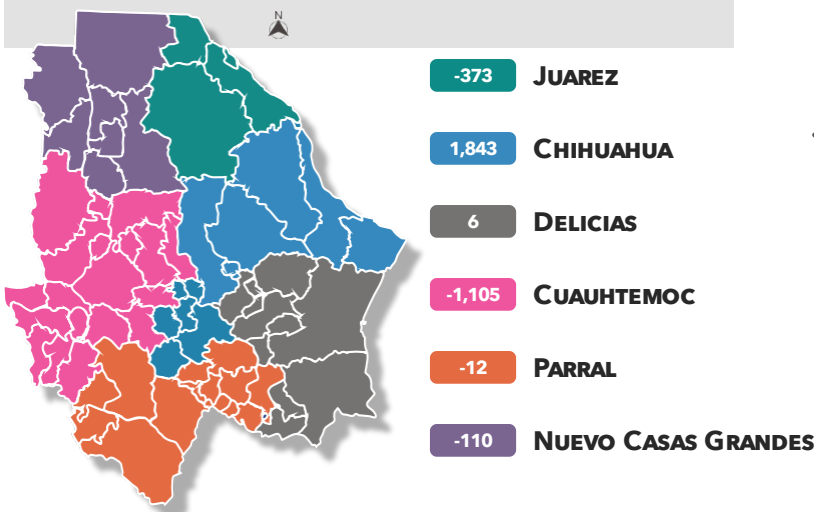 N
-373 JUAREZ
1,843 CHIHUAHUA
6 DELICIAS
-1,105 CUAUHTEMOC
-12 PARRAL
-110 NUEVO CASAS GRANDES